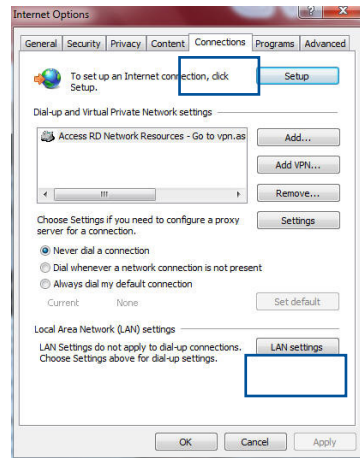 Internet Options
General Security Privacy Content Connections Programs Advanced
To set up an Internet connection, click
Setup.
Setup
Dial-up and Virtual Private Network settings
Access RD Network Resources - Go to vpn.as
Add...
Add VPN...
Remove...
Choose Settings if you need to configure a proxy
server for a connection.
Settings
Never dial a connection
Dial whenever a network connection is not present
Always dial my default connection
Current None
Set default
Local Area Network (LAN) settings
LAN Settings do not apply to dial-up connections.
Choose Settings above for dial-up settings.
LAN settings
OK Cancel Apply